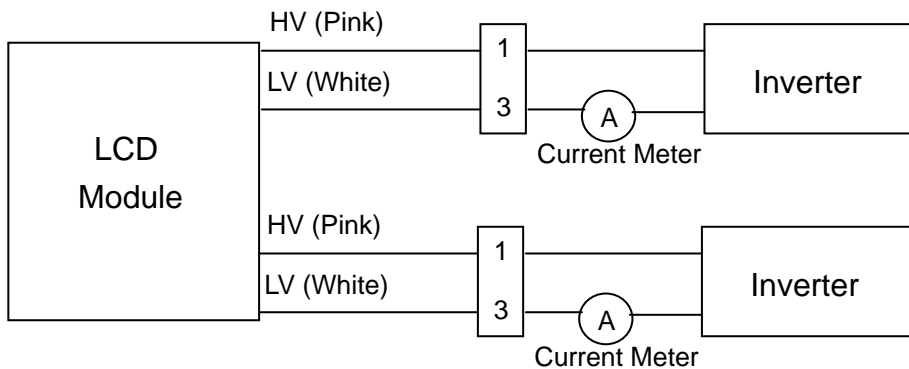 HV (Pink)
1
LV (White)
3
A
Current Meter
Inverter
LCD
Module
HV (Pink)
1
LV (White)
3
A
Current Meter
Inverter